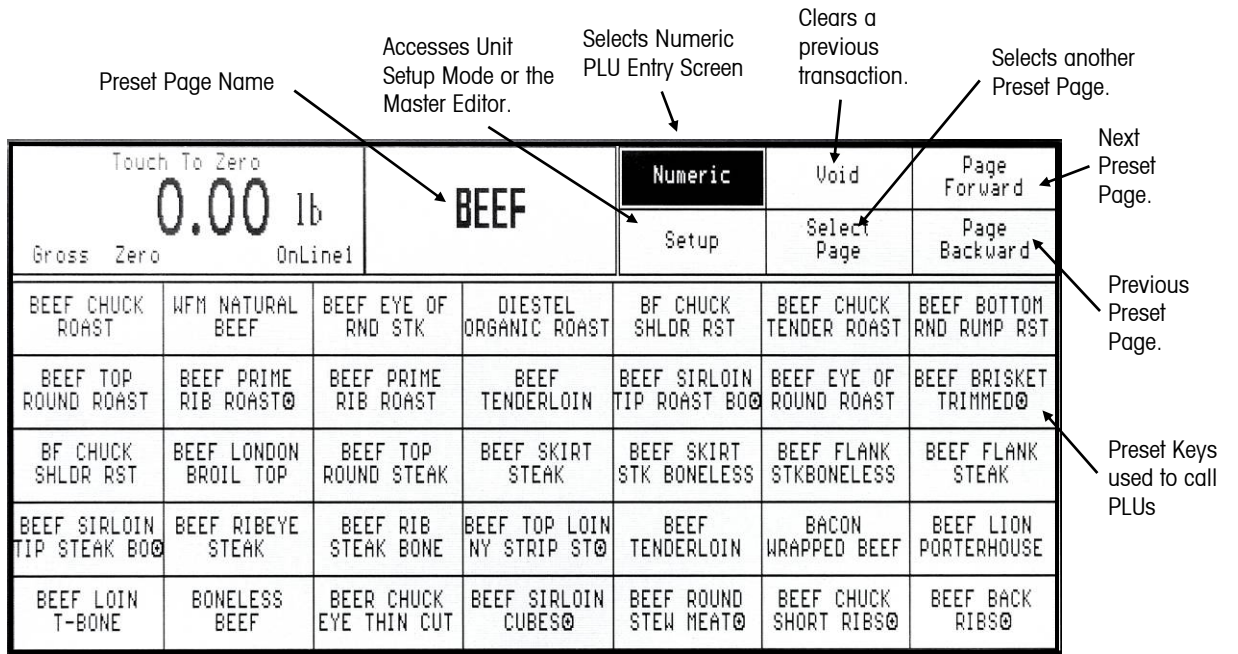 Preset Page Name
Accesses Unit
Setup Mode or the
Master Editor.
Selects Numeric
PLU Entry Screen
Clears a
previous
transaction.
Selects another
Preset Page.
Next
Preset
Page.
Previous
Preset
Page.
Preset Keys
used to call
PLUs
Touch To Zero
0.00 lb
Gross Zero OnLine1
BEEF
Numeric
Void
Page
Forward
Setup
Select
Page
Page
Backward
BEEF CHUCK
ROAST
WFM NATURAL
BEEF
BEEF EYE OF
RND STK
DIESTEL
ORGANIC ROAST
BF CHUCK
SHLDR RST
BEEF CHUCK
TENDER ROAST
BEEF BOTTOM
RND RUMP RST
BEEF TOP
ROUND ROAST
BEEF PRIME
RIB ROAST⊙
BEEF PRIME
RIB ROAST
BEEF
TENDERLOIN
BEEF SIRLOIN
TIP ROAST BO⊙
BEEF EYE OF
ROUND ROAST
BEEF BRISKET
TRIMMED⊙
BF CHUCK
SHLDR RST
BEEF LONDON
BROIL TOP
BEEF TOP
ROUND STEAK
BEEF SKIRT
STEAK
BEEF SKIRT
STK BONELESS
BEEF FLANK
STKBONELESS
BEEF FLANK
STEAK
BEEF SIRLOIN
TIP STEAK BO⊙
BEEF RIBEYE
STEAK
BEEF RIB
STEAK BONE
BEEF TOP LOIN
NY STRIP ST⊙
BEEF
TENDERLOIN
BACON
WRAPPED BEEF
BEEF LION
PORTERHOUSE
BEEF LOIN
T-BONE
BONELESS
BEEF
BEER CHUCK
EYE THIN CUT
BEEF SIRLOIN
CUBES⊙
BEEF ROUND
STEW MEAT⊙
BEEF CHUCK
SHORT RIBS⊙
BEEF BACK
RIBS⊙